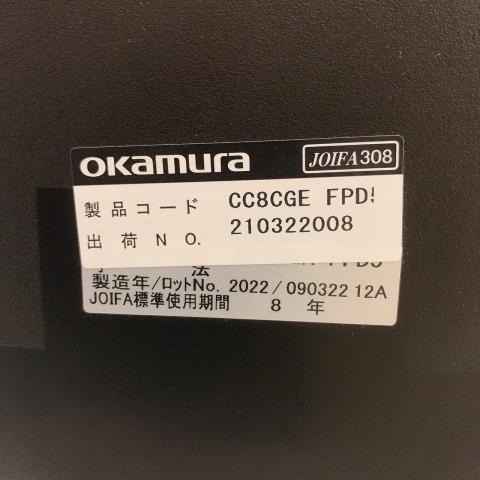 okamura
JOIFA308
製品コード CC8CGE FPD
出荷NO. 210322008
法
製造年/ロットNo. 2022/090322 12A
JOIFA標準使用期間 8 年